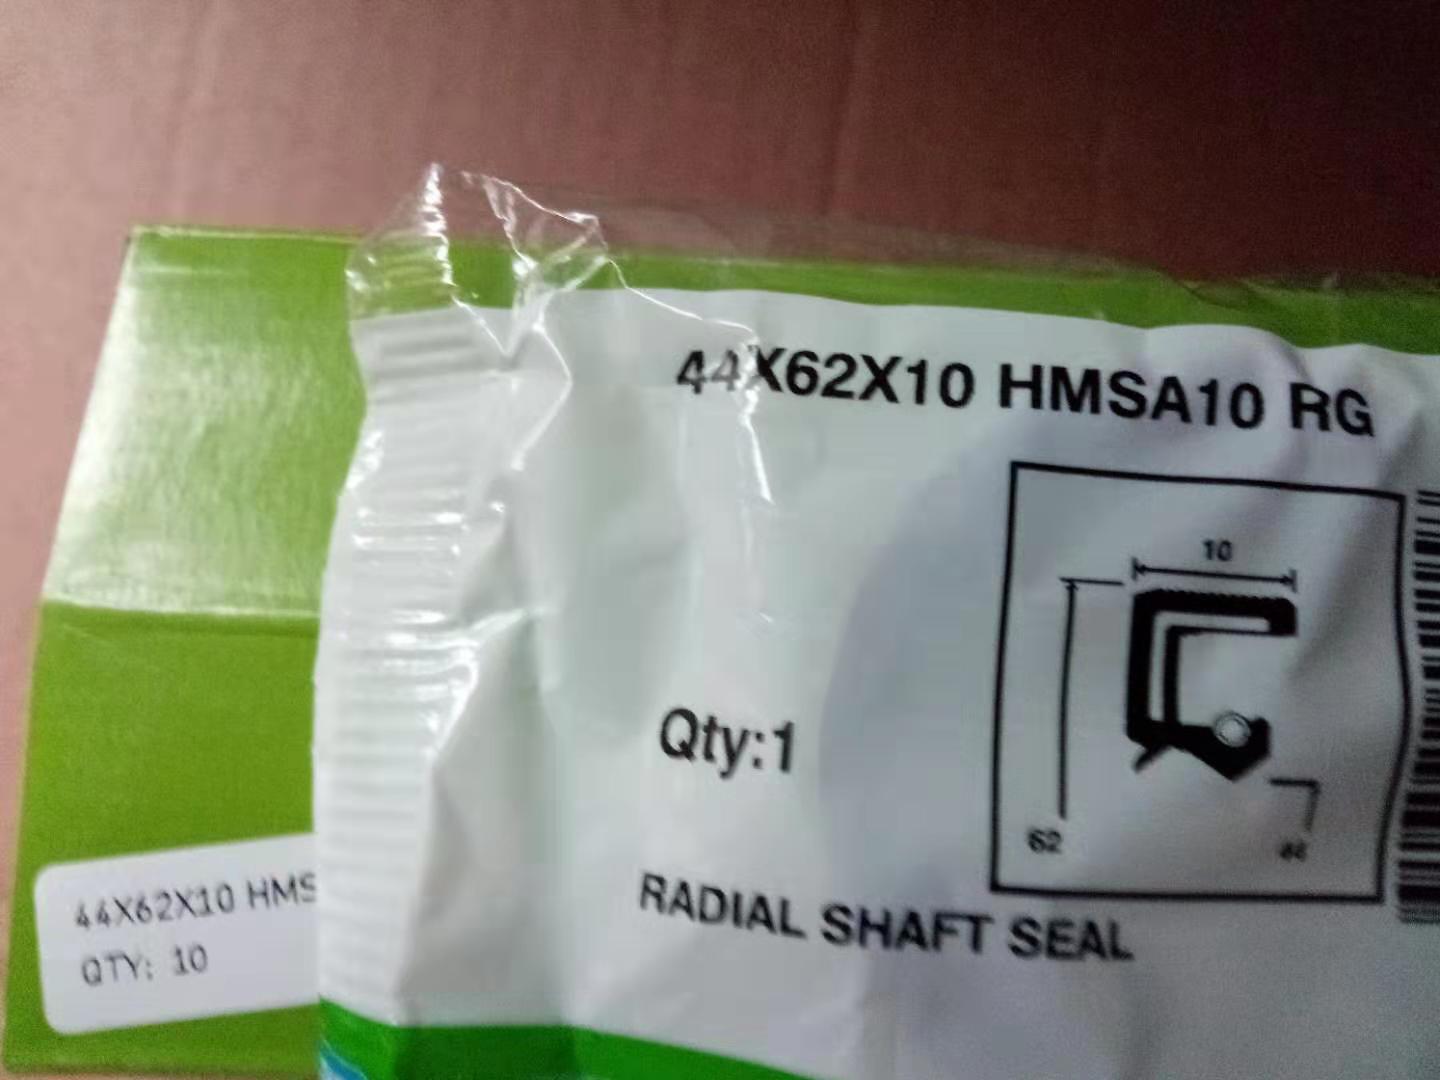 44X62X10 HMSA10 RG
10
62
44
Qty:1
RADIAL SHAFT SEAL
44X62X10 HMS
QTY: 10